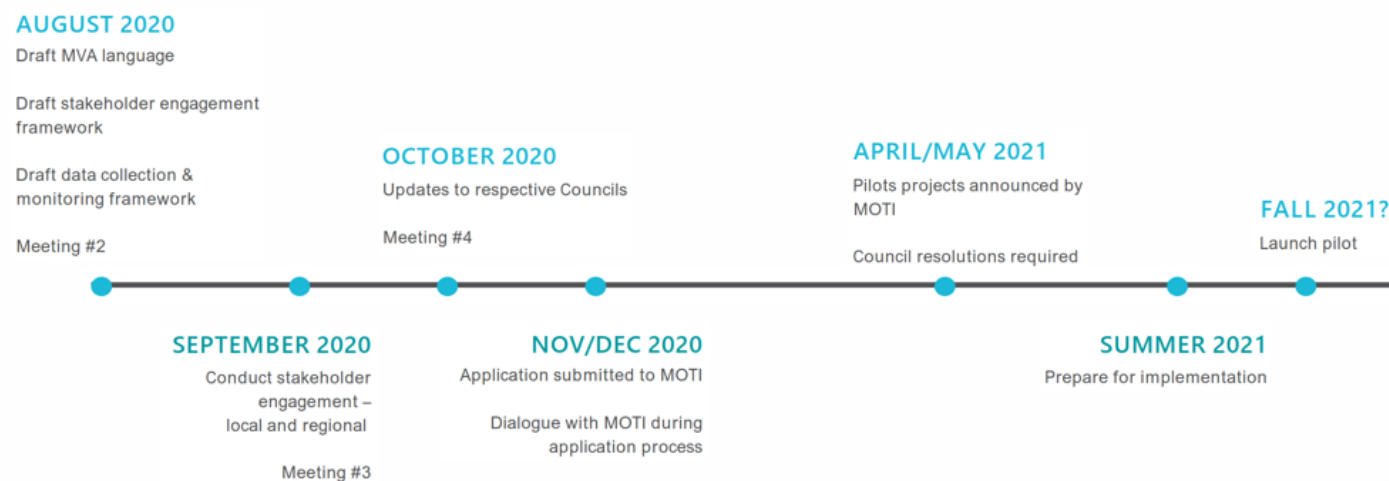 AUGUST 2020
Draft MVA language
Draft stakeholder engagement
framework
Draft data collection &
monitoring framework
Meeting #2
SEPTEMBER 2020
Conduct stakeholder
engagement –
local and regional
Meeting #3
OCTOBER 2020
Updates to respective Councils
Meeting #4
NOV/DEC 2020
Application submitted to MOTI
Dialogue with MOTI during
application process
APRIL/MAY 2021
Pilots projects announced by
MOTI
Council resolutions required
SUMMER 2021
Prepare for implementation
FALL 2021?
Launch pilot